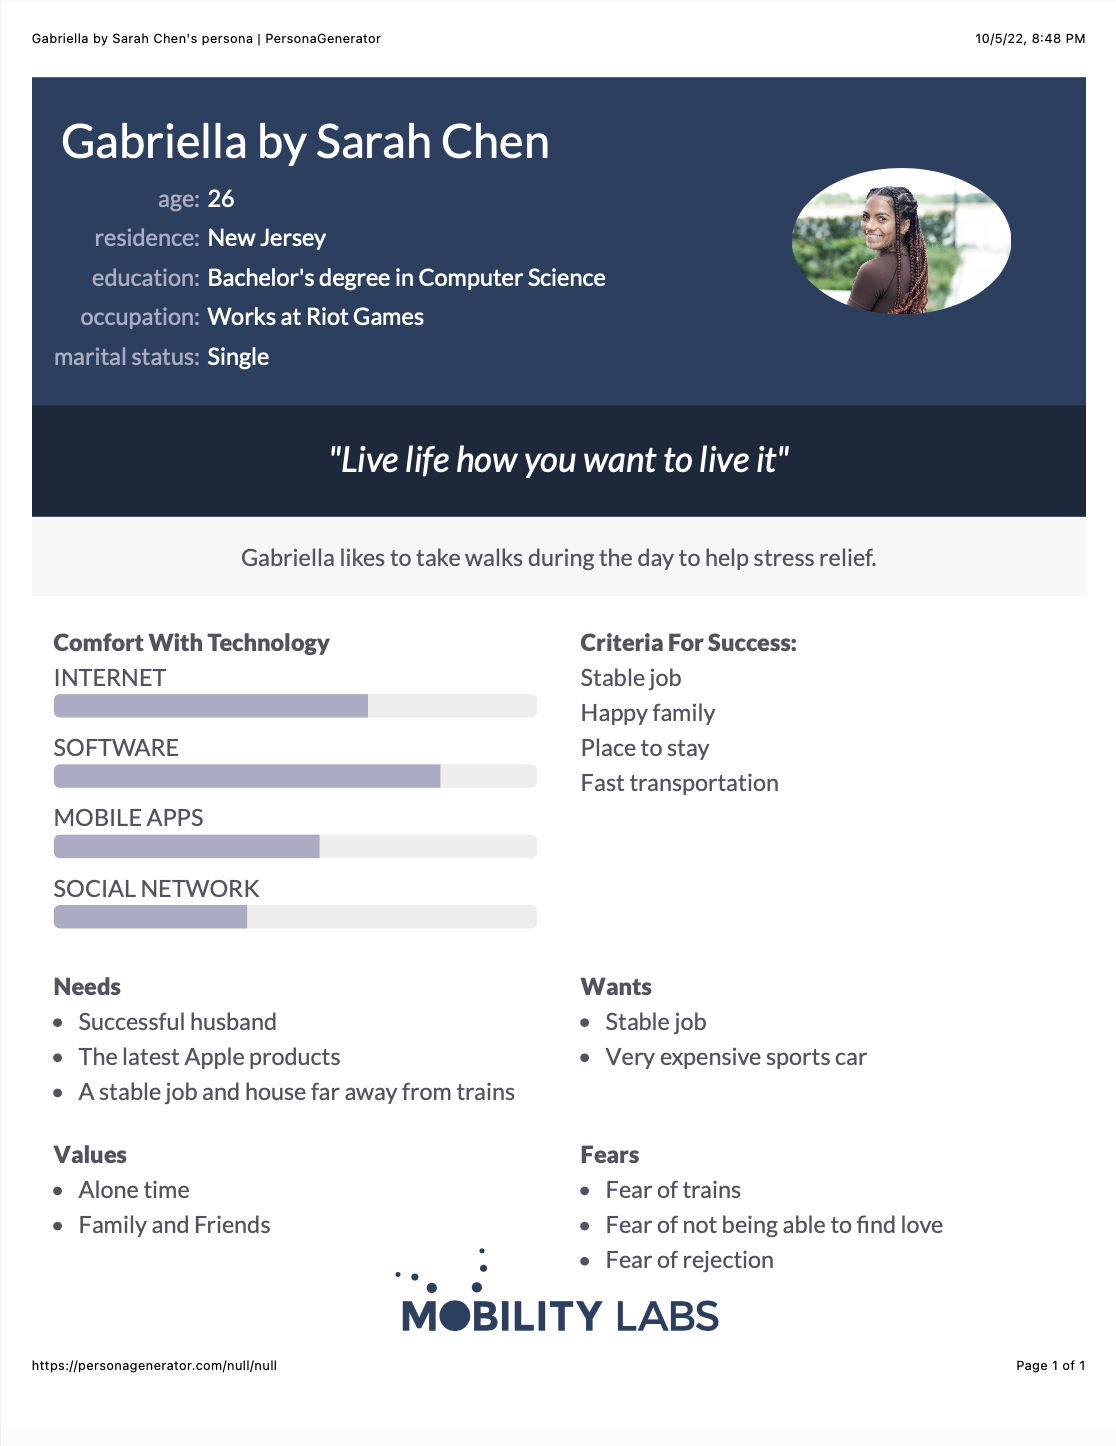 Gabriella by Sarah Chen's persona | PersonaGenerator
10/5/22, 8:48 PM
Gabriella by Sarah Chen
age: 26
residence: New Jersey
education: Bachelor's degree in Computer Science
occupation: Works at Riot Games
marital status: Single
"Live life how you want to live it"
Gabriella likes to take walks during the day to help stress relief.
Comfort With Technology
INTERNET
SOFTWARE
MOBILE APPS
SOCIAL NETWORK
Criteria For Success:
Stable job
Happy family
Place to stay
Fast transportation
Needs
• Successful husband
• The latest Apple products
• A stable job and house far away from trains
Wants
• Stable job
• Very expensive sports car
Values
• Alone time
• Family and Friends
Fears
• Fear of trains
• Fear of not being able to find love
• Fear of rejection
MOBILITY LABS
https://personagenerator.com/null/null
Page 1 of 1